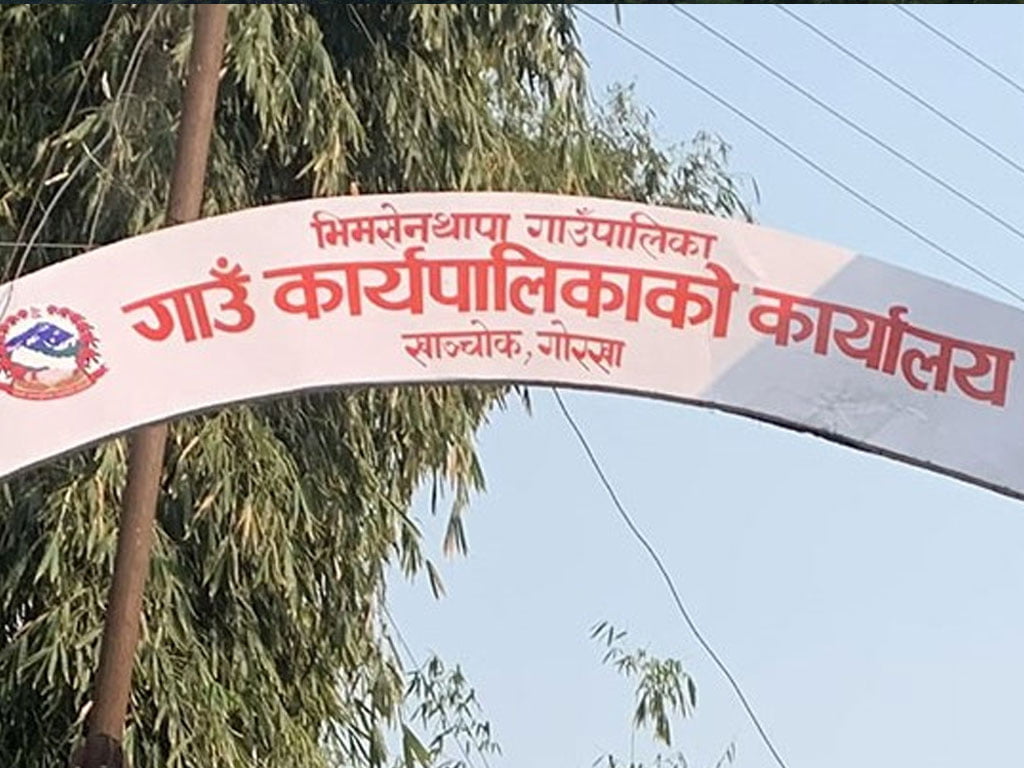 भिमसेनथापा गाउँपालिका
गाउँ कार्यपालिकाको कार्यालय
खाञ्चोक, गोरखा